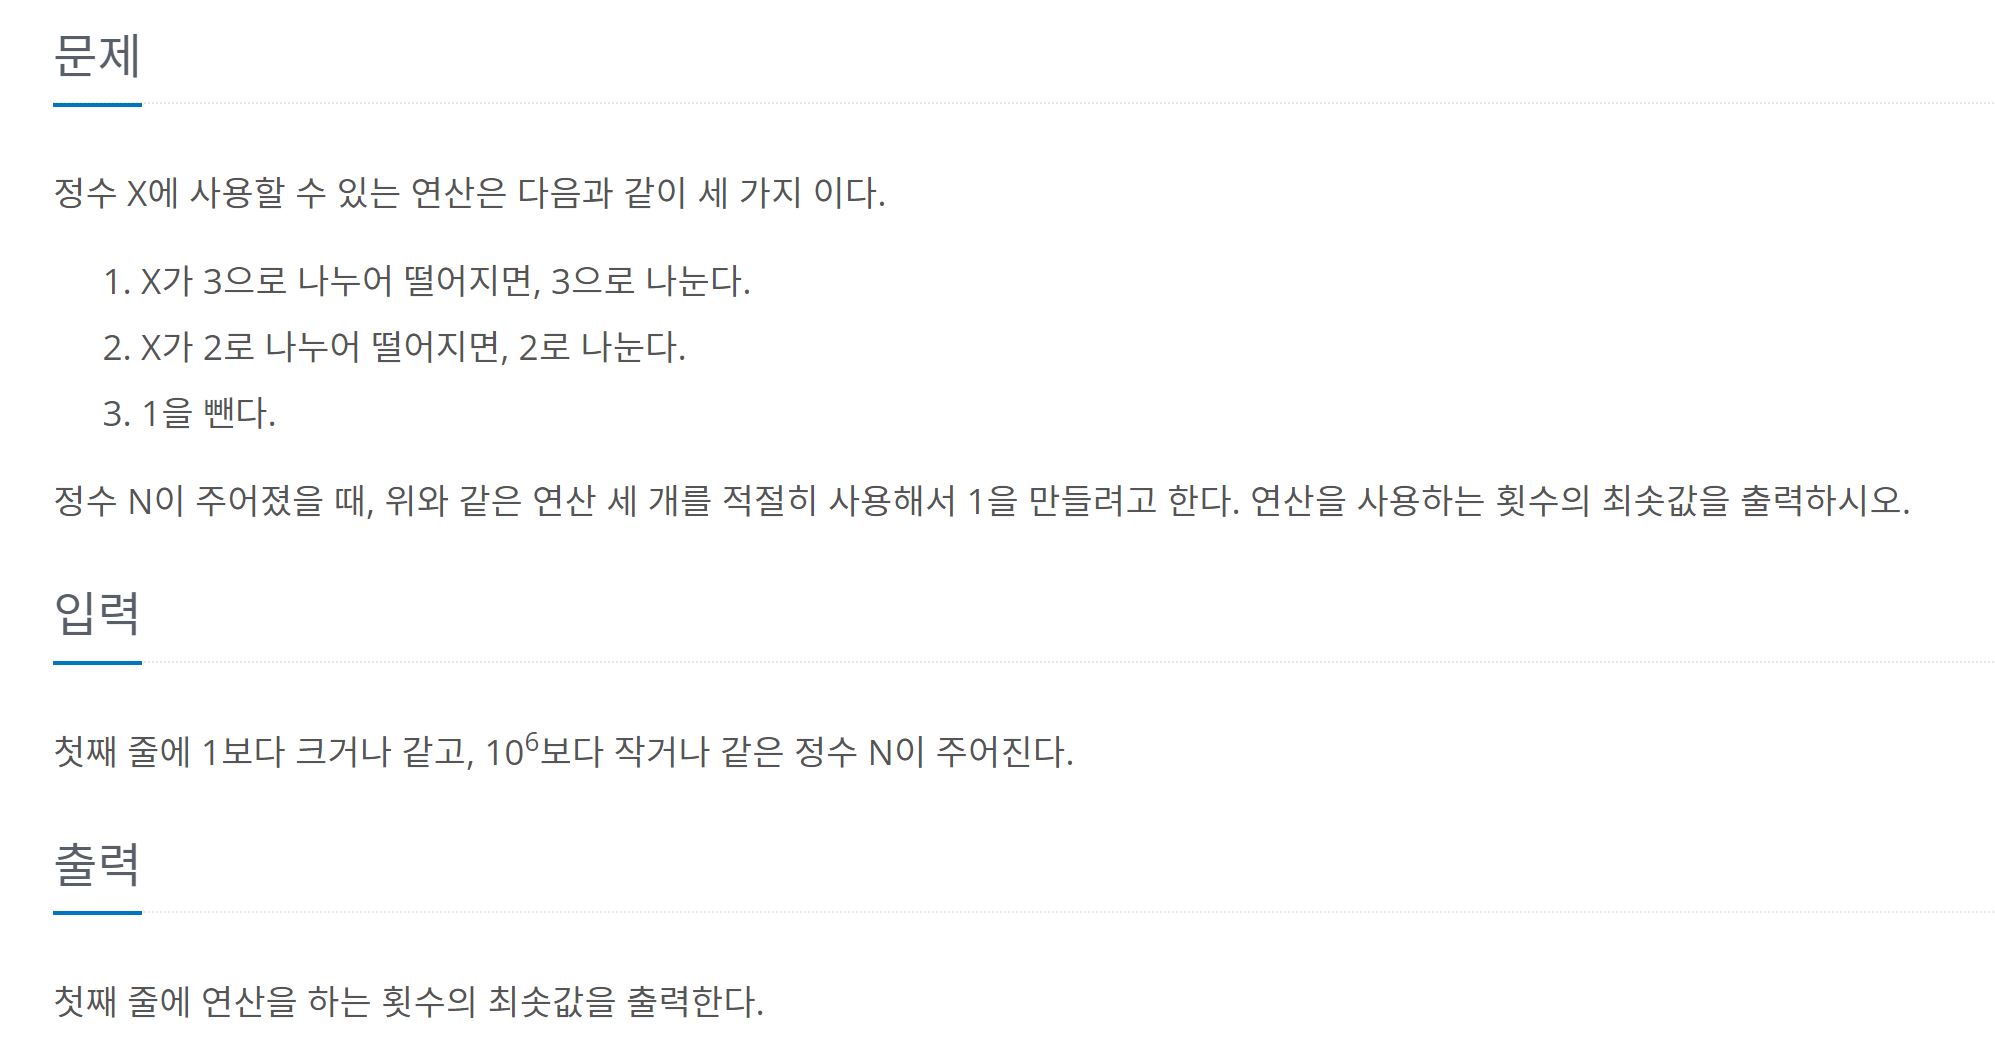 문제
정수 X에 사용할 수 있는 연산은 다음과 같이 세 가지 이다.
1. X가 3으로 나누어 떨어지면, 3으로 나눈다.
2. X가 2로 나누어 떨어지면, 2로 나눈다.
3. 1을 뺀다.
정수 N이 주어졌을 때, 위와 같은 연산 세 개를 적절히 사용해서 1을 만들려고 한다. 연산을 사용하는 횟수의 최솟값을 출력하시오.
입력
첫째 줄에 1보다 크거나 같고, 10⁶보다 작거나 같은 정수 N이 주어진다.
출력
첫째 줄에 연산을 하는 횟수의 최솟값을 출력한다.